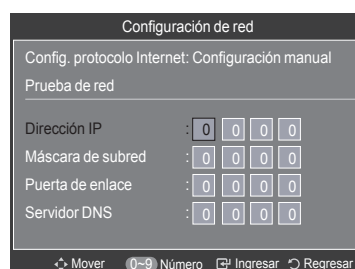 Configuración de red
Config. protocolo Internet: Configuración manual
Prueba de red
Dirección IP : 0 0 0 0
Máscara de subred : 0 0 0 0
Puerta de enlace : 0 0 0 0
Servidor DNS : 0 0 0 0
Mover 0~9 Número Ingresar Regresar